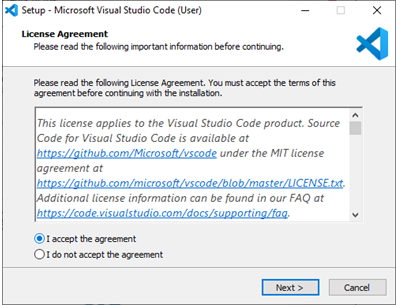 Setup - Microsoft Visual Studio Code (User)
License Agreement
Please read the following important information before continuing.
Please read the following License Agreement. You must accept the terms of this
agreement before continuing with the installation.
This license applies to the Visual Studio Code product. Source
Code for Visual Studio Code is available at
https://github.com/Microsoft/vscode under the MIT license
agreement at
https://github.com/microsoft/vscode/blob/master/LICENSE.txt.
Additional license information can be found in our FAQ at
https://code.visualstudio.com/docs/supporting/faq.
I accept the agreement
I do not accept the agreement
Next >
Cancel